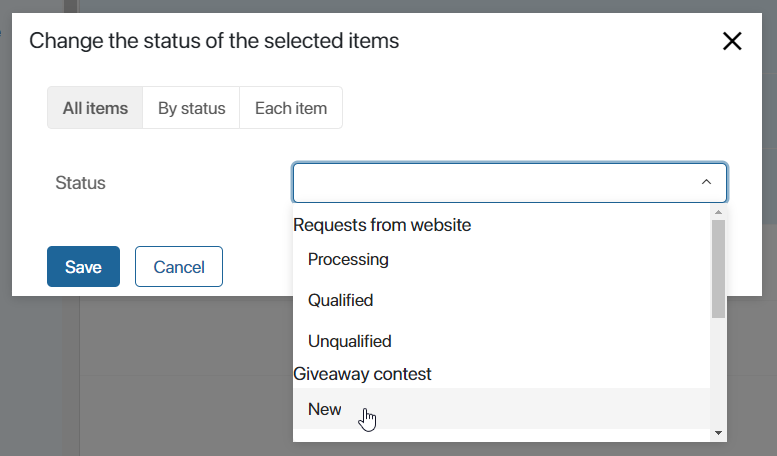 Change the status of the selected items
All items
By status
Each item
Status
Requests from website
Processing
Qualified
Unqualified
Giveaway contest
New
Save
Cancel